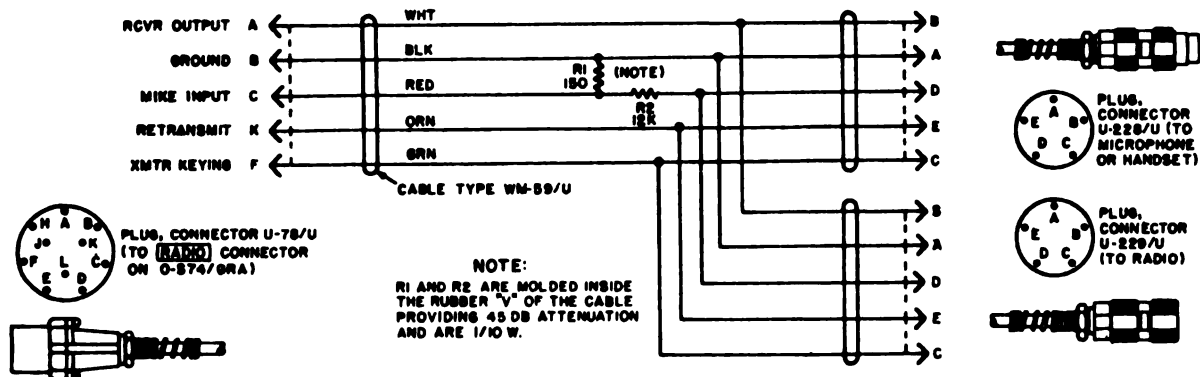 RCVR OUTPUT A WHT B
GROUND B BLK A
R1 150 (NOTE)
MIKE INPUT C RED D
R2 12K
RETRANSMIT K ORN E
XMTR KEYING F GRN C
CABLE TYPE WM-59/U
A
E B
D C
PLUG,
CONNECTOR
U-228/U (TO
MICROPHONE
OR HANDSET)
B
A
D
E
C
A
E B
D C
PLUG,
CONNECTOR
U-229/U
(TO RADIO)
H A B
J K
F L C
E D
PLUG, CONNECTOR U-78/U
(TO RADIO CONNECTOR
ON O-574/GRA)
NOTE:
R1 AND R2 ARE MOLDED INSIDE
THE RUBBER "V" OF THE CABLE
PROVIDING 45 DB ATTENUATION
AND ARE 1/10 W.